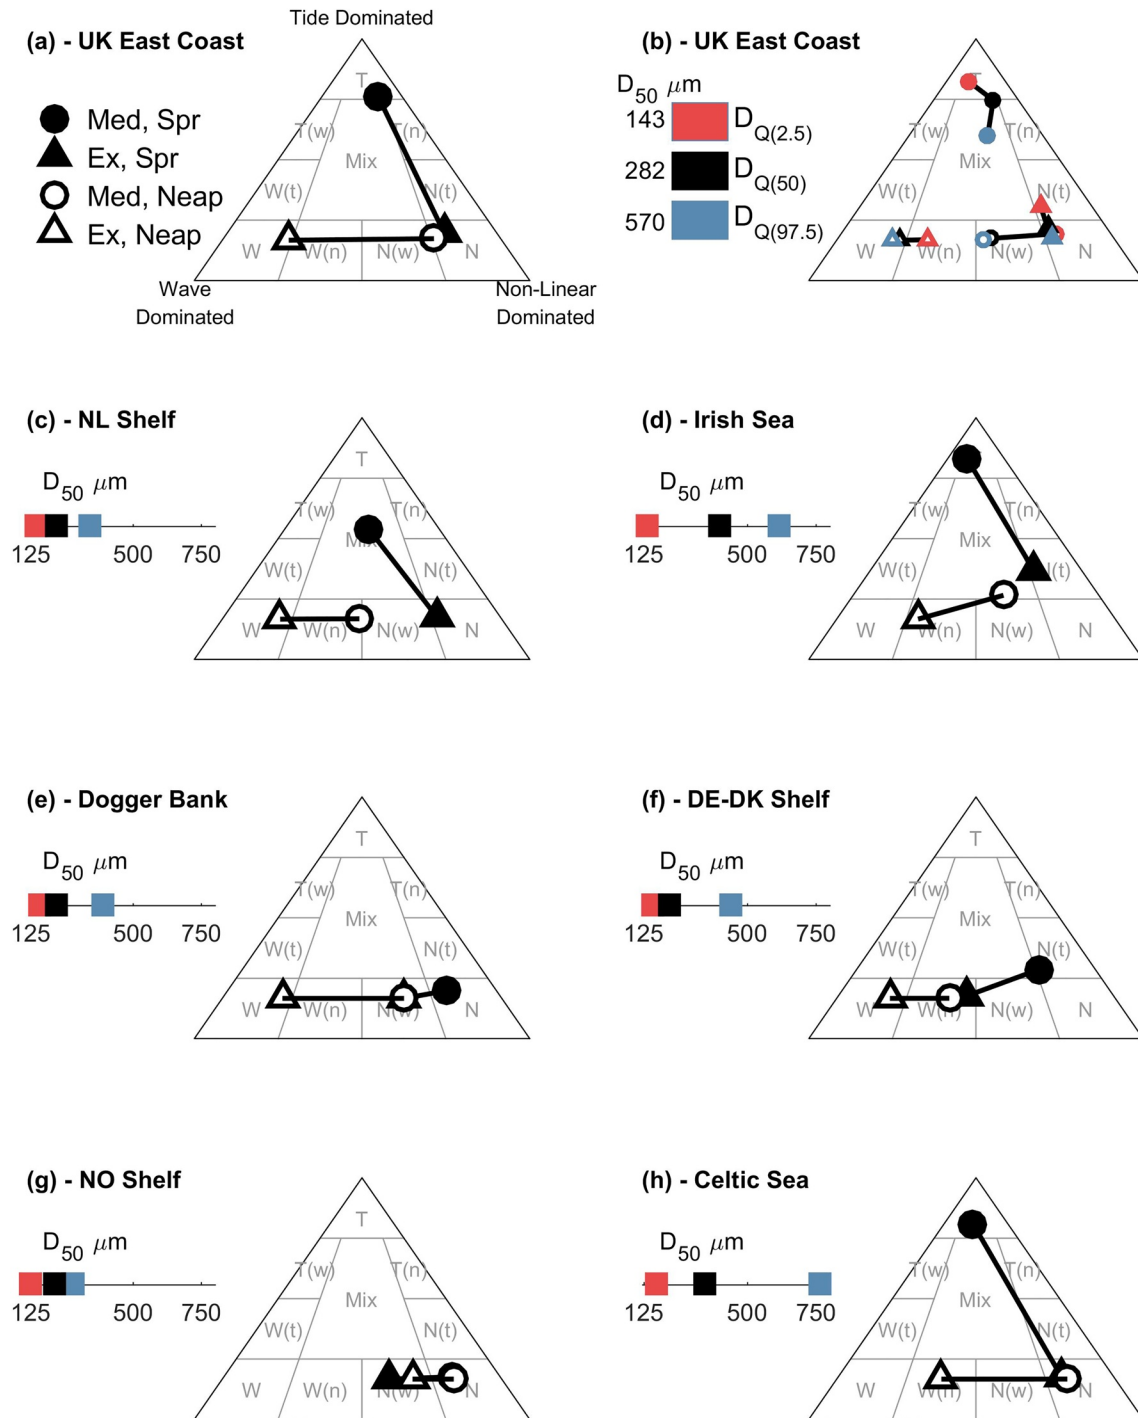 Tide Dominated
(a) - UK East Coast
Med, Spr
Ex, Spr
Med, Neap
Ex, Neap
T
T(w)
T(n)
Mix
W(t)
N(t)
W
N(w)
N
Wave
Dominated
Non-Linear
Dominated
(b) - UK East Coast
D50 μm
143
DQ(2.5)
282
DQ(50)
570
DQ(97.5)
T
T(w)
T(n)
Mix
W(t)
N(t)
W
N(w)
N
(c) - NL Shelf
D50 μm
125 500 750
T
T(w)
T(n)
Mix
W(t)
N(t)
W
W(n)
N(w)
N
(d) - Irish Sea
D50 μm
125 500 750
T(w)
T(n)
Mix
W(t)
N(t)
W
W(n)
N(w)
N
(e) - Dogger Bank
D50 μm
125 500 750
T
T(w)
T(n)
Mix
W(t)
N(t)
W
W(n)
N(w)
N
(f) - DE-DK Shelf
D50 μm
125 500 750
T
T(w)
T(n)
Mix
W(t)
N(t)
W
W(n)
N(w)
N
(g) - NO Shelf
D50 μm
125 500 750
T
T(w)
T(n)
Mix
W(t)
N(t)
W
W(n)
N(w)
N
(h) - Celtic Sea
D50 μm
125 500 750
T(w)
T(n)
Mix
W(t)
N(t)
W
W(n)
N(w)
N